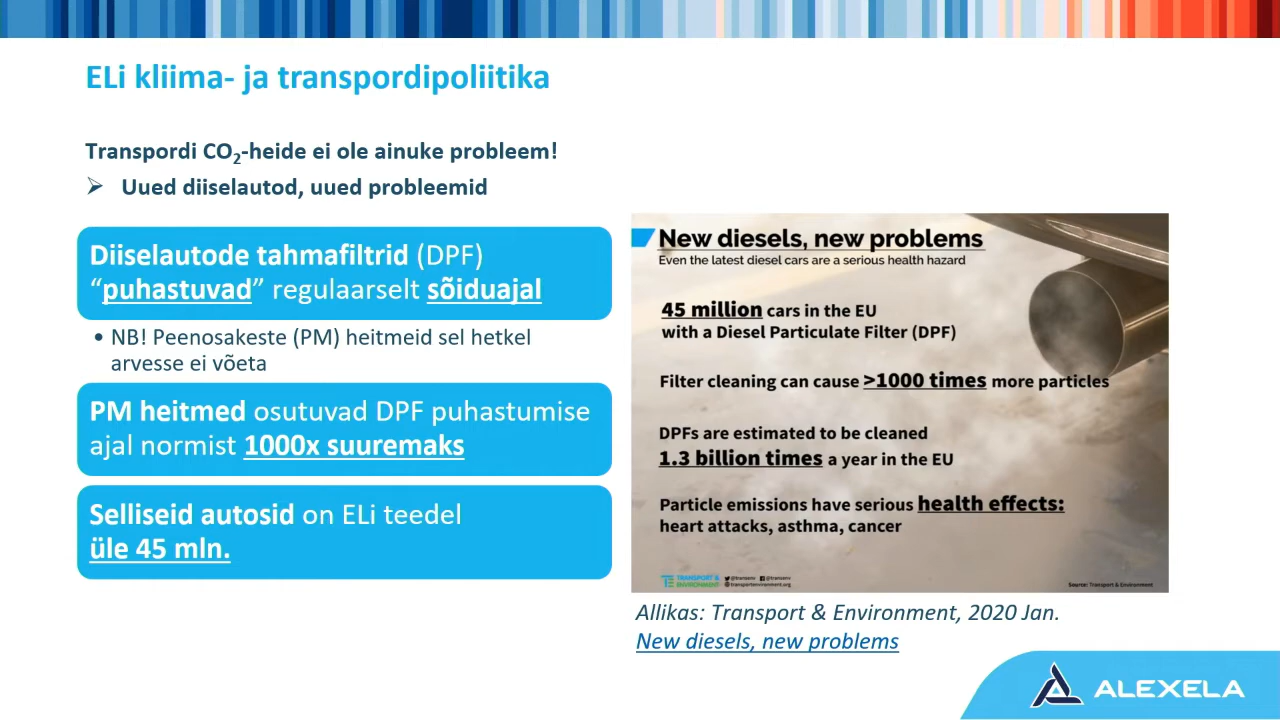 ELi kliima- ja transpordipoliitika
Transpordi CO₂-heide ei ole ainuke probleem!
➢ Uued diiselautod, uued probleemid
Diiselautode tahmafiltrid (DPF)
“puhastuvad” regulaarselt sõiduajal
• NB! Peenosakeste (PM) heitmeid sel hetkel
arvesse ei võeta
PM heitmed osutuvad DPF puhastumise
ajal normist 1000x suuremaks
Selliseid autosid on ELi teedel
üle 45 mln.
New diesels, new problems
Even the latest diesel cars are a serious health hazard
45 million cars in the EU
with a Diesel Particulate Filter (DPF)
Filter cleaning can cause >1000 times more particles
DPFs are estimated to be cleaned
1.3 billion times a year in the EU
Particle emissions have serious health effects:
heart attacks, asthma, cancer
TRANSPORT & ENVIRONMENT
@transenv @transenv
transportenvironment.org
Source: Transport & Environment
Allikas: Transport & Environment, 2020 Jan.
New diesels, new problems
ALEXELA